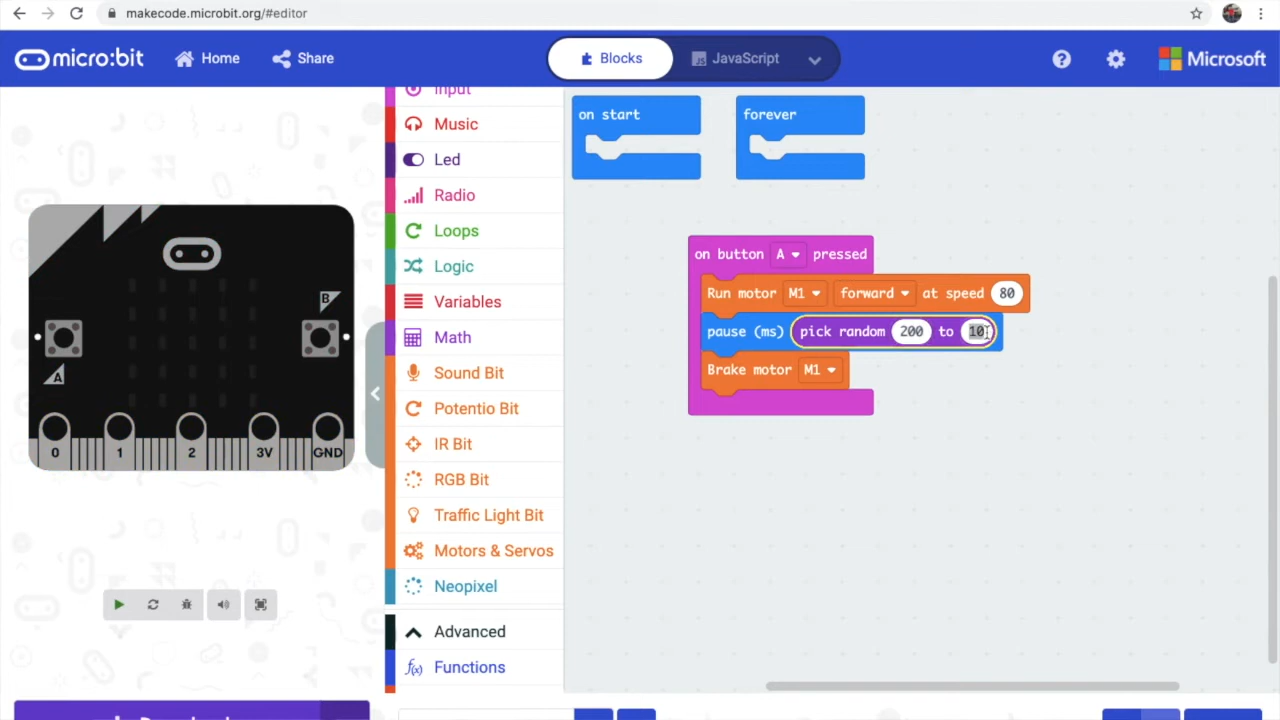 makecode.microbit.org/#editor
micro:bit
Home
Share
Blocks
JavaScript
Microsoft
Input
Music
Led
Radio
Loops
Logic
Variables
Math
Sound Bit
Potentio Bit
IR Bit
RGB Bit
Traffic Light Bit
Motors & Servos
Neopixel
Advanced
f(x) Functions
on start
forever
on button A pressed
Run motor M1 forward at speed 80
pause (ms) pick random 200 to 10
Brake motor M1
B
A
0 1 2 3V GND